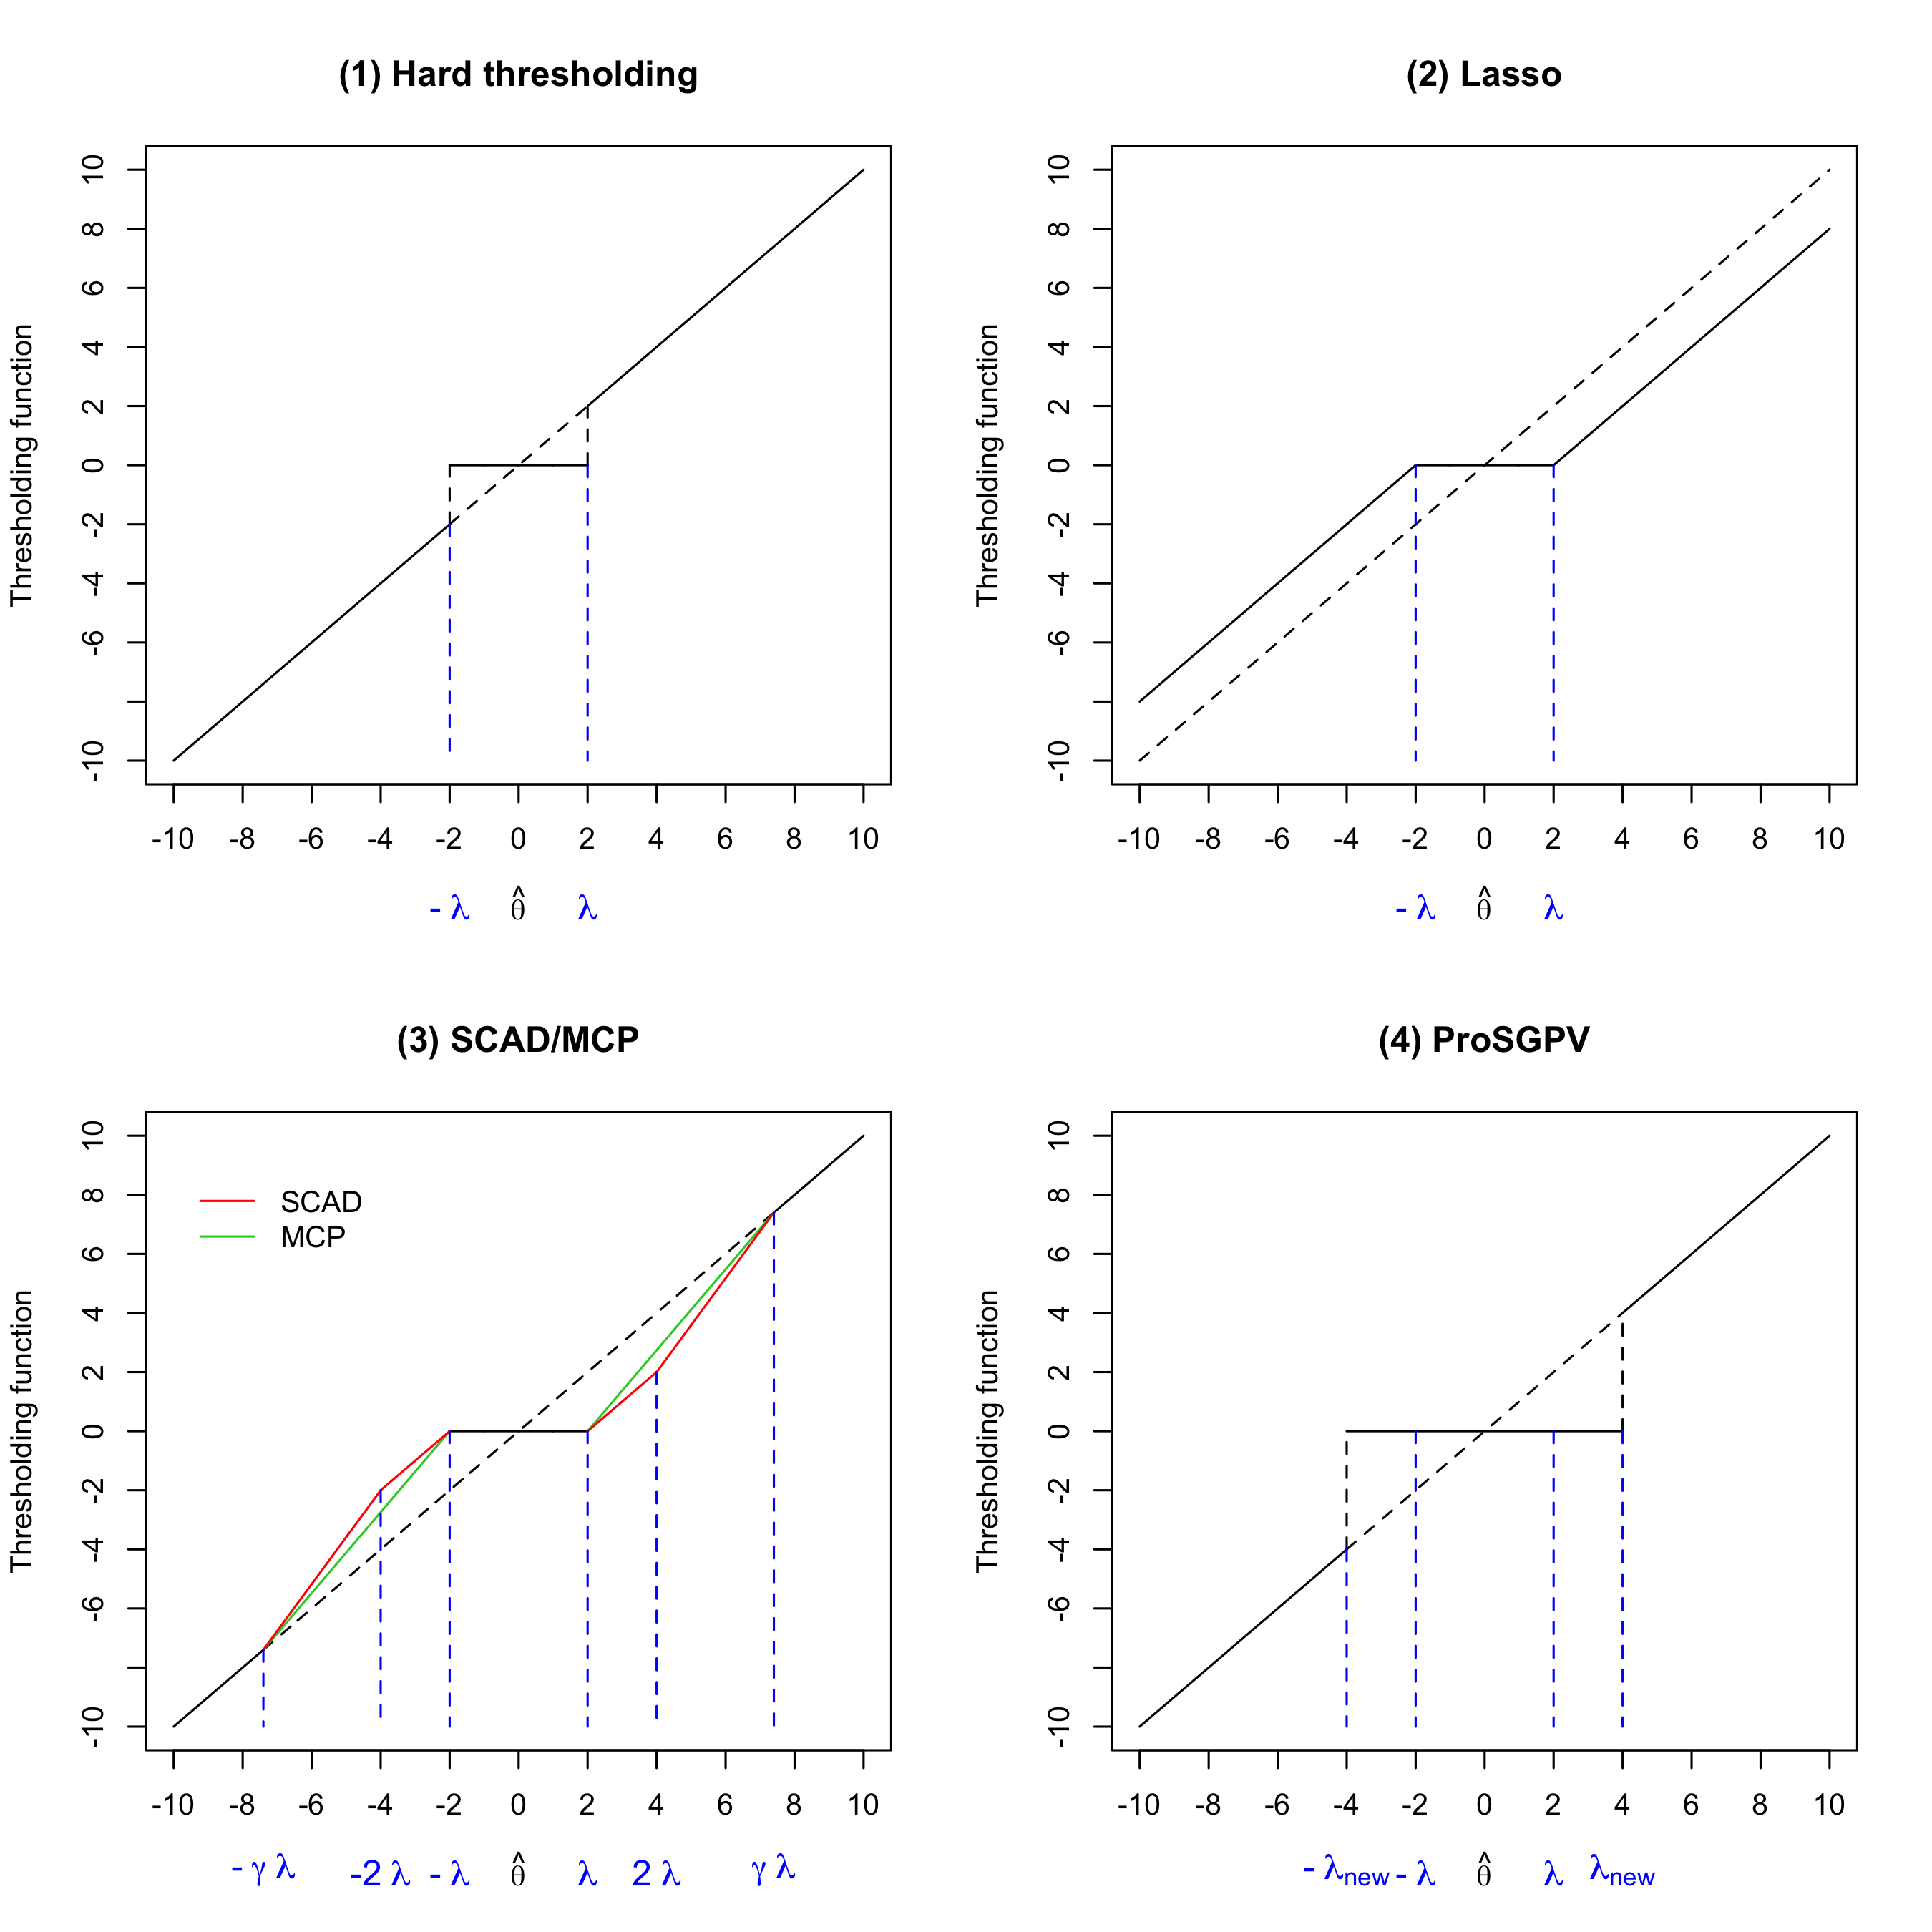 (1) Hard thresholding
Thresholding function
10
8
6
4
2
0
-2
-4
-6
-10
-10 -8 -6 -4 -2 0 2 4 6 8 10
-λ θ̂ λ
(2) Lasso
Thresholding function
10
8
6
4
2
0
-2
-4
-6
-10
-10 -8 -6 -4 -2 0 2 4 6 8 10
-λ θ̂ λ
(3) SCAD/MCP
Thresholding function
10
8
6
4
2
0
-2
-4
-6
-10
SCAD
MCP
-10 -8 -6 -4 -2 0 2 4 6 8 10
-γλ -2λ -λ θ̂ λ 2λ γλ
(4) ProSGPV
Thresholding function
10
8
6
4
2
0
-2
-4
-6
-10
-10 -8 -6 -4 -2 0 2 4 6 8 10
-λnew -λ θ̂ λ λnew